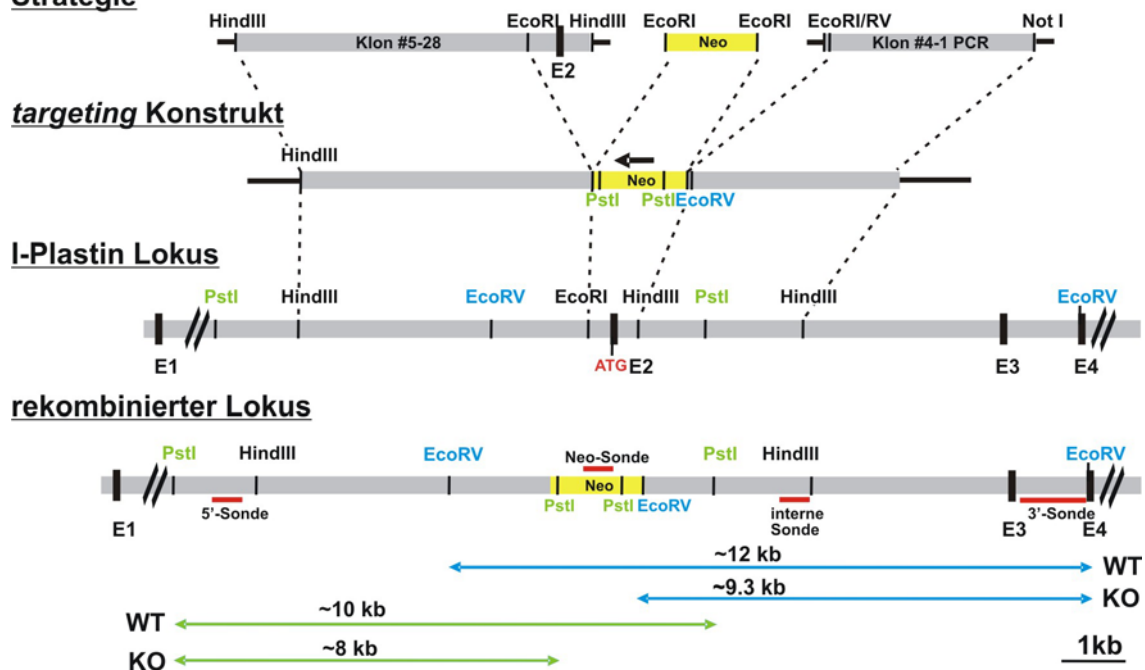 Strategie
HindIII EcoRI HindIII EcoRI EcoRI EcoRI/RV Not I
Klon #5-28 Neo Klon #4-1 PCR
E2
targeting Konstrukt
HindIII
Neo
PstI PstI EcoRV
l-Plastin Lokus
PstI HindIII EcoRV EcoRI HindIII PstI HindIII EcoRV
E1 ATG E2 E3 E4
rekombinierter Lokus
PstI HindIII EcoRV Neo-Sonde PstI HindIII EcoRV
Neo
PstI PstI EcoRV
E1 5'-Sonde interne Sonde E3 3'-Sonde E4
~12 kb WT
~9.3 kb KO
WT ~10 kb
KO ~8 kb
1kb